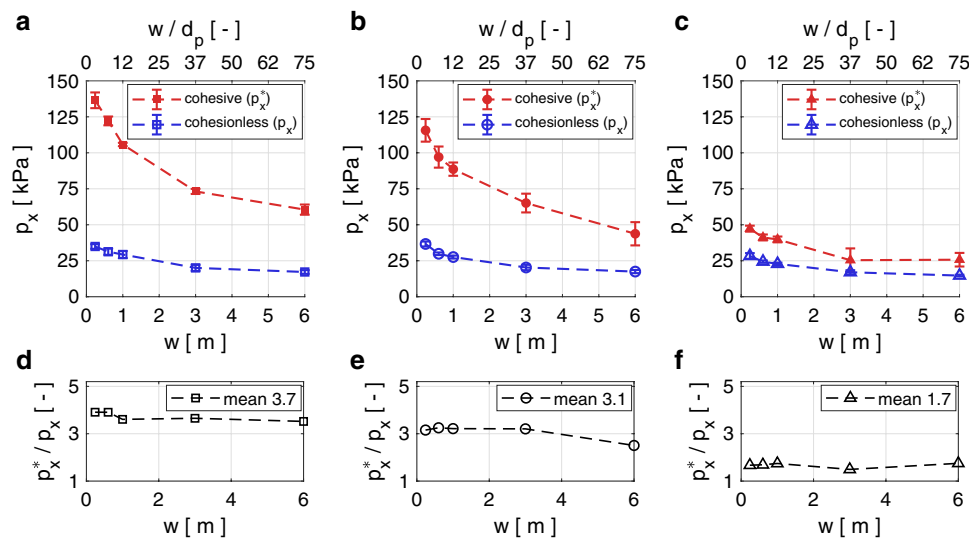 a
w / d_p [ - ]
0 12 25 37 50 62 75
150
125
100
75
50
25
0
p_x [ kPa ]
cohesive (p_x^*)
cohesionless (p_x)
0 1 2 3 4 5 6
w [ m ]
b
w / d_p [ - ]
0 12 25 37 50 62 75
150
125
100
75
50
25
0
p_x [ kPa ]
cohesive (p_x^*)
cohesionless (p_x)
0 1 2 3 4 5 6
w [ m ]
c
w / d_p [ - ]
0 12 25 37 50 62 75
150
125
100
75
50
25
0
p_x [ kPa ]
cohesive (p_x^*)
cohesionless (p_x)
0 1 2 3 4 5 6
w [ m ]
d
5
3
1
p_x^* / p_x [ - ]
mean 3.7
0 2 4 6
w [ m ]
e
5
3
1
p_x^* / p_x [ - ]
mean 3.1
0 2 4 6
w [ m ]
f
5
3
1
p_x^* / p_x [ - ]
mean 1.7
0 2 4 6
w [ m ]